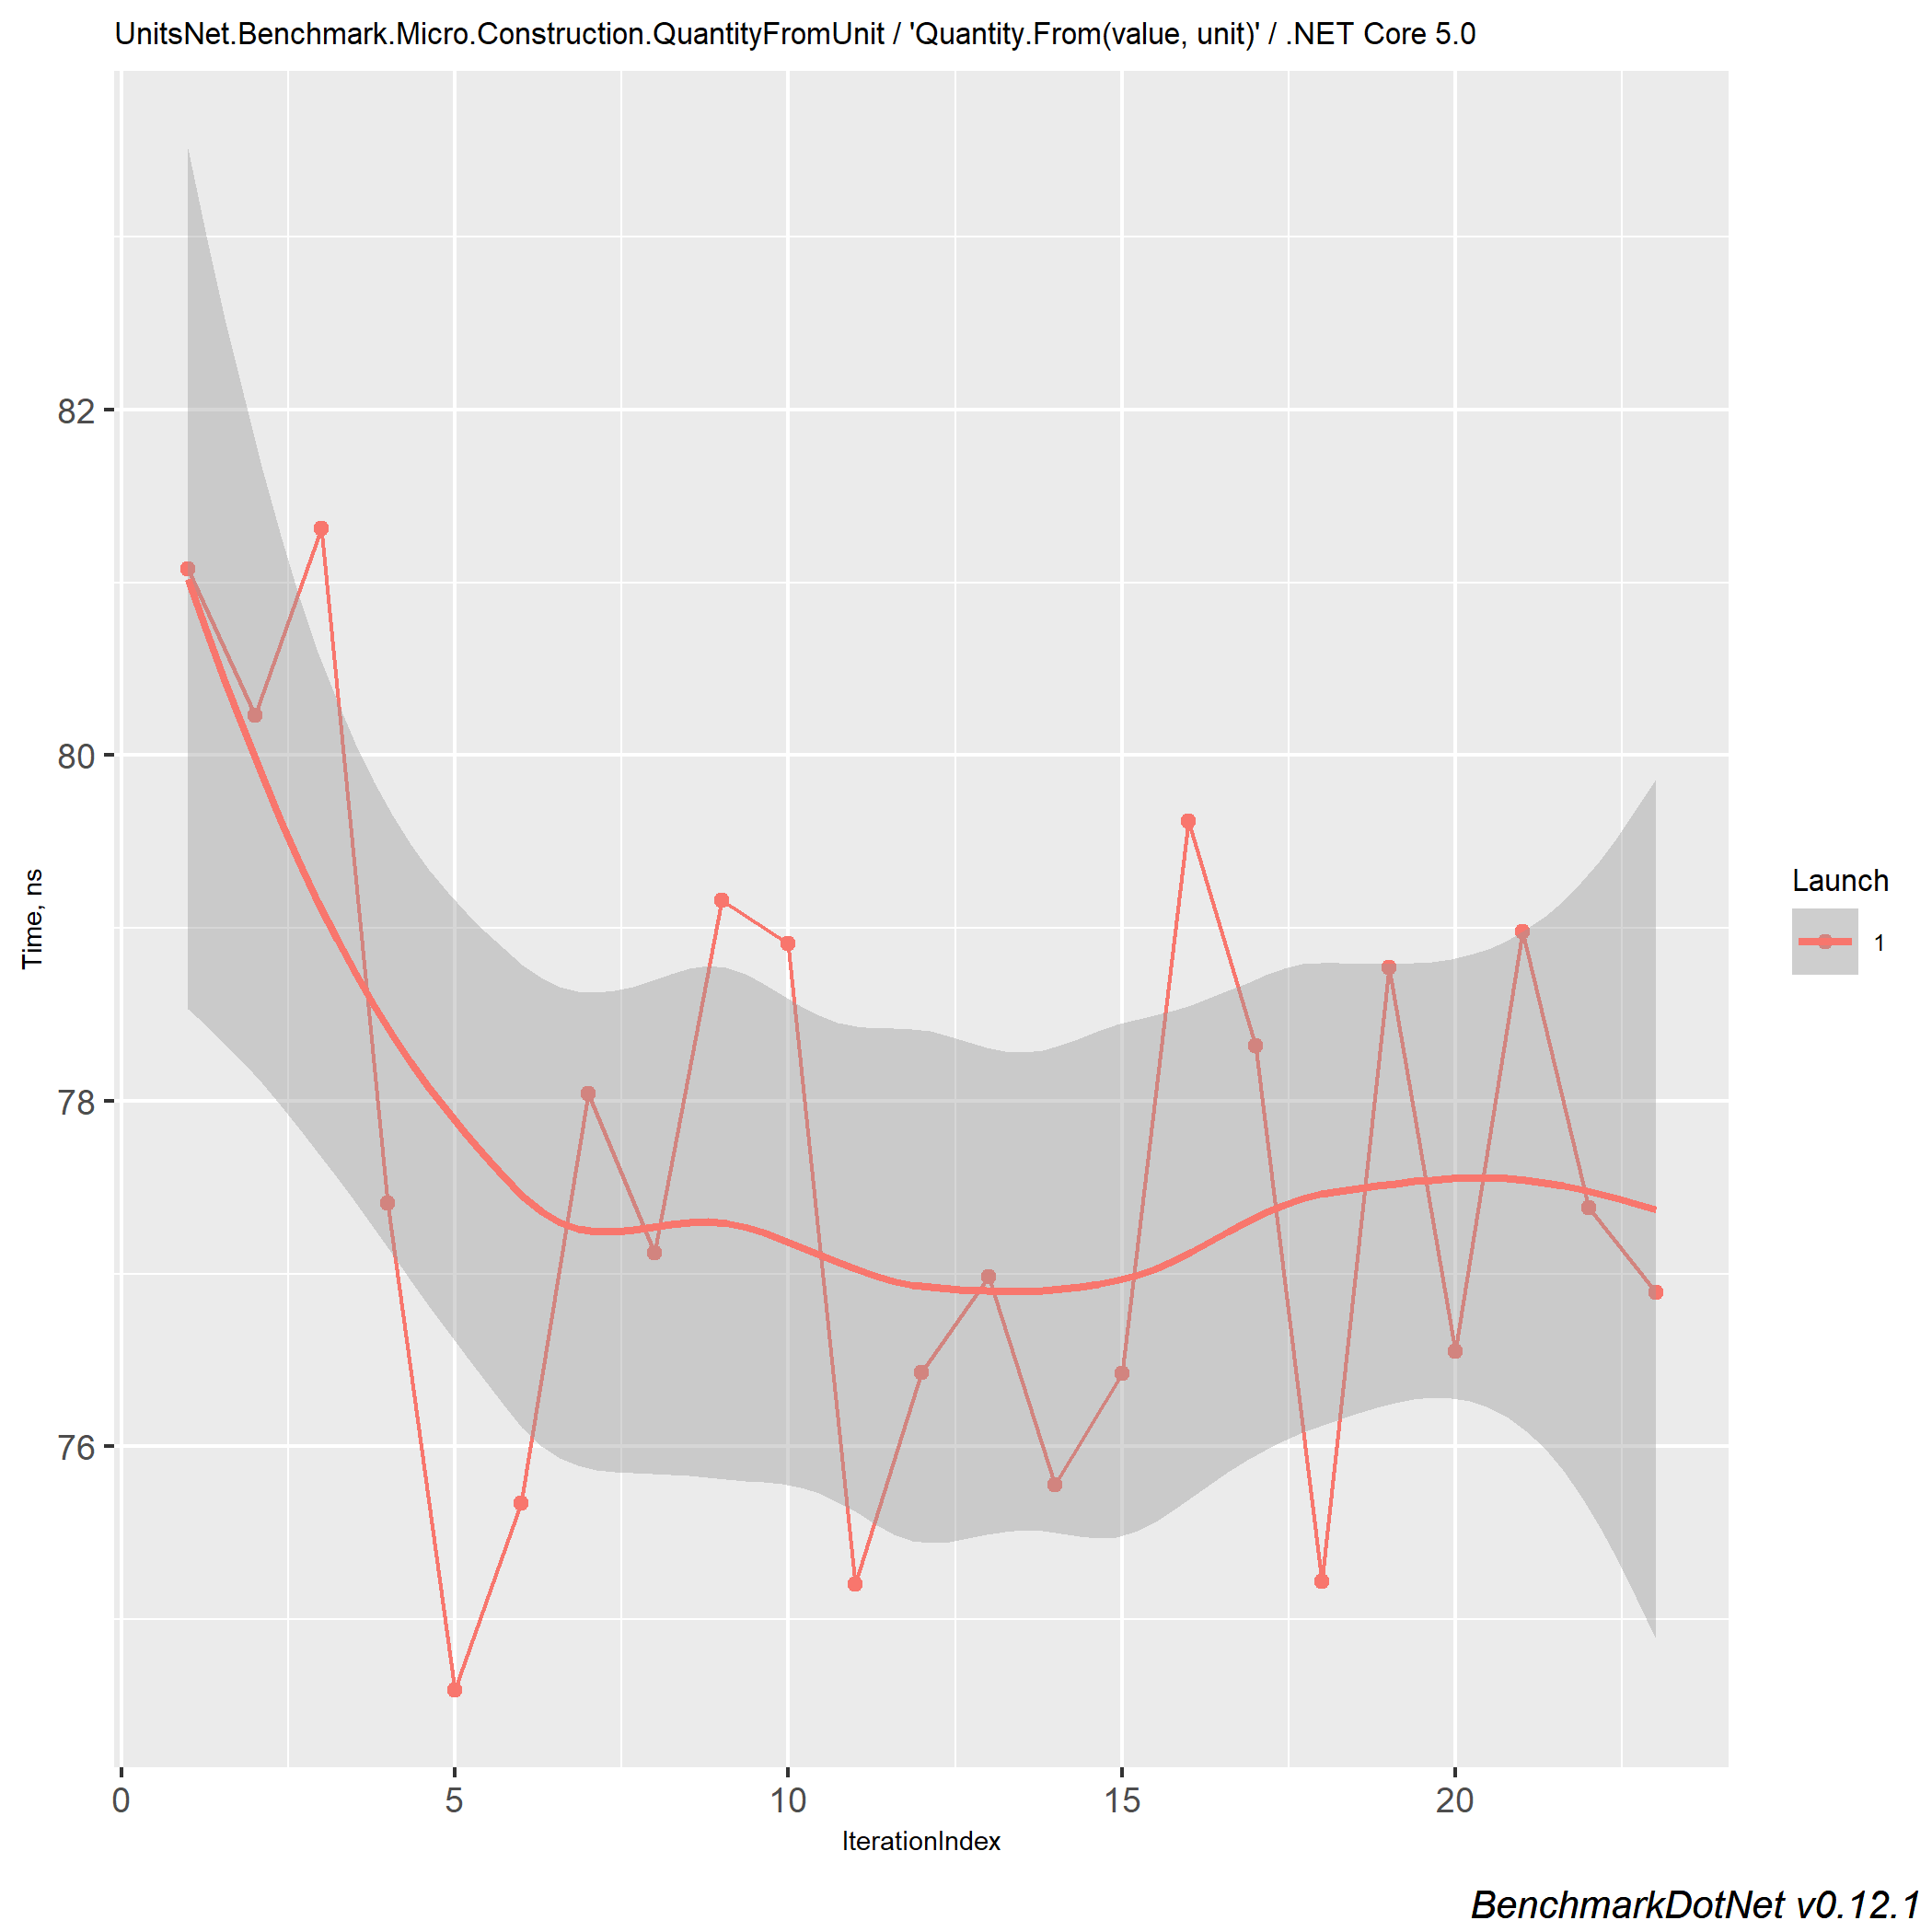 UnitsNet.Benchmark.Micro.Construction.QuantityFromUnit / 'Quantity.From(value, unit)' / .NET Core 5.0
82
80
78
76
Time, ns
0 5 10 15 20
IterationIndex
Launch
1
BenchmarkDotNet v0.12.1